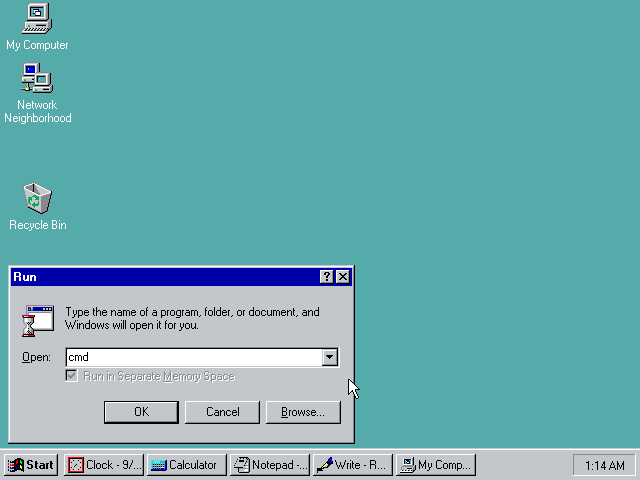 My Computer
Network
Neighborhood
Recycle Bin
Run
Type the name of a program, folder, or document, and
Windows will open it for you.
Open:
cmd
Run in Separate Memory Space
OK
Cancel
Browse...
Start
Clock - 9/...
Calculator
Notepad -...
Write - R...
My Comp...
1:14 AM